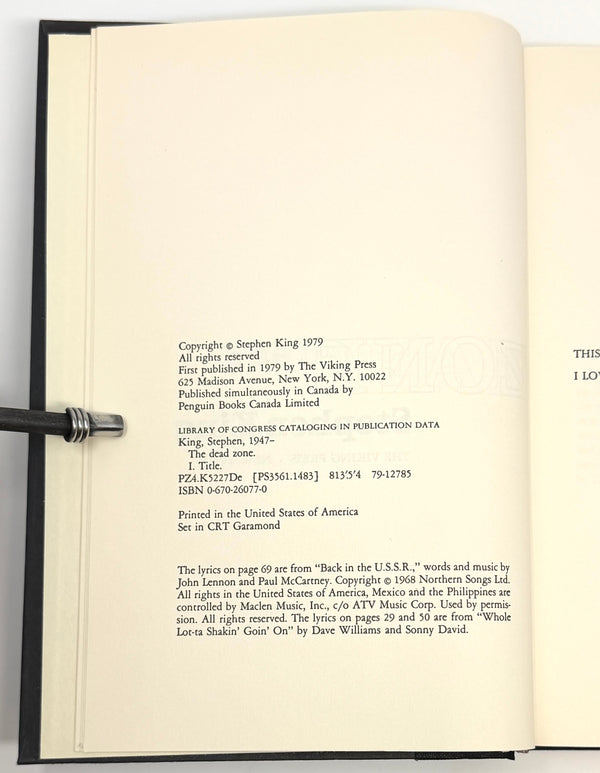 Copyright © Stephen King 1979
All rights reserved
First published in 1979 by The Viking Press
625 Madison Avenue, New York, N.Y. 10022
Published simultaneously in Canada by
Penguin Books Canada Limited
LIBRARY OF CONGRESS CATALOGING IN PUBLICATION DATA
King, Stephen, 1947–
The dead zone.
I. Title.
PZ4.K5227De [PS3561.I483] 813'.5'4 79-12785
ISBN 0-670-26077-0
Printed in the United States of America
Set in CRT Garamond
The lyrics on page 69 are from “Back in the U.S.S.R.,” words and music by
John Lennon and Paul McCartney. Copyright © 1968 Northern Songs Ltd.
All rights in the United States of America, Mexico and the Philippines are
controlled by Maclen Music, Inc., c/o ATV Music Corp. Used by permis-
sion. All rights reserved. The lyrics on pages 29 and 50 are from “Whole
Lot-ta Shakin' Goin' On” by Dave Williams and Sonny David.
THIS
I LOV